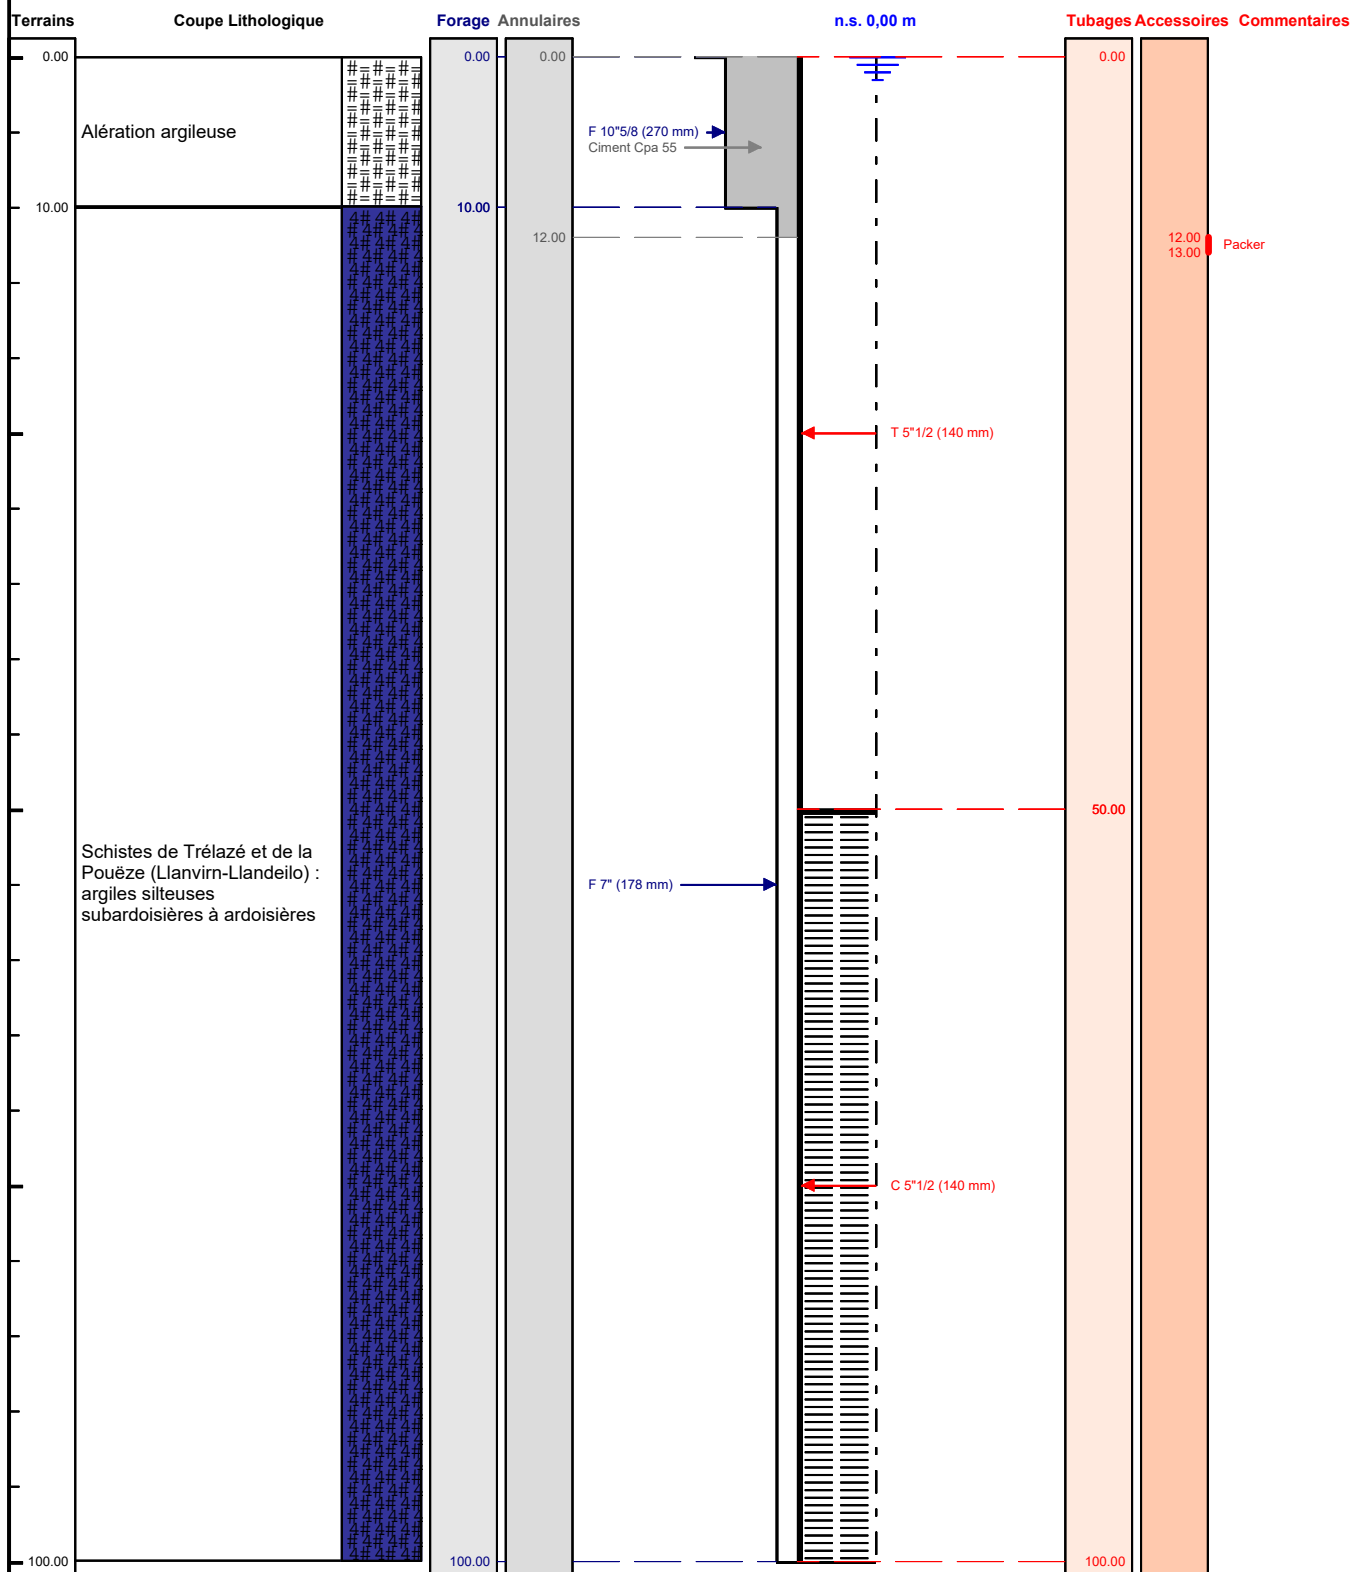 Terrains Coupe Lithologique Forage Annulaires n.s. 0,00 m Tubages Accessoires Commentaires
0.00 0.00 0.00 0.00
Alération argileuse
F 10"5/8 (270 mm)
Ciment Cpa 55
10.00 10.00
12.00 12.00
13.00
Packer
T 5"1/2 (140 mm)
50.00
Schistes de Trélazé et de la
Pouëze (Llanvirn-Llandeilo) :
argiles silteuses
subardoisières à ardoisières
F 7" (178 mm)
C 5"1/2 (140 mm)
100.00 100.00 100.00